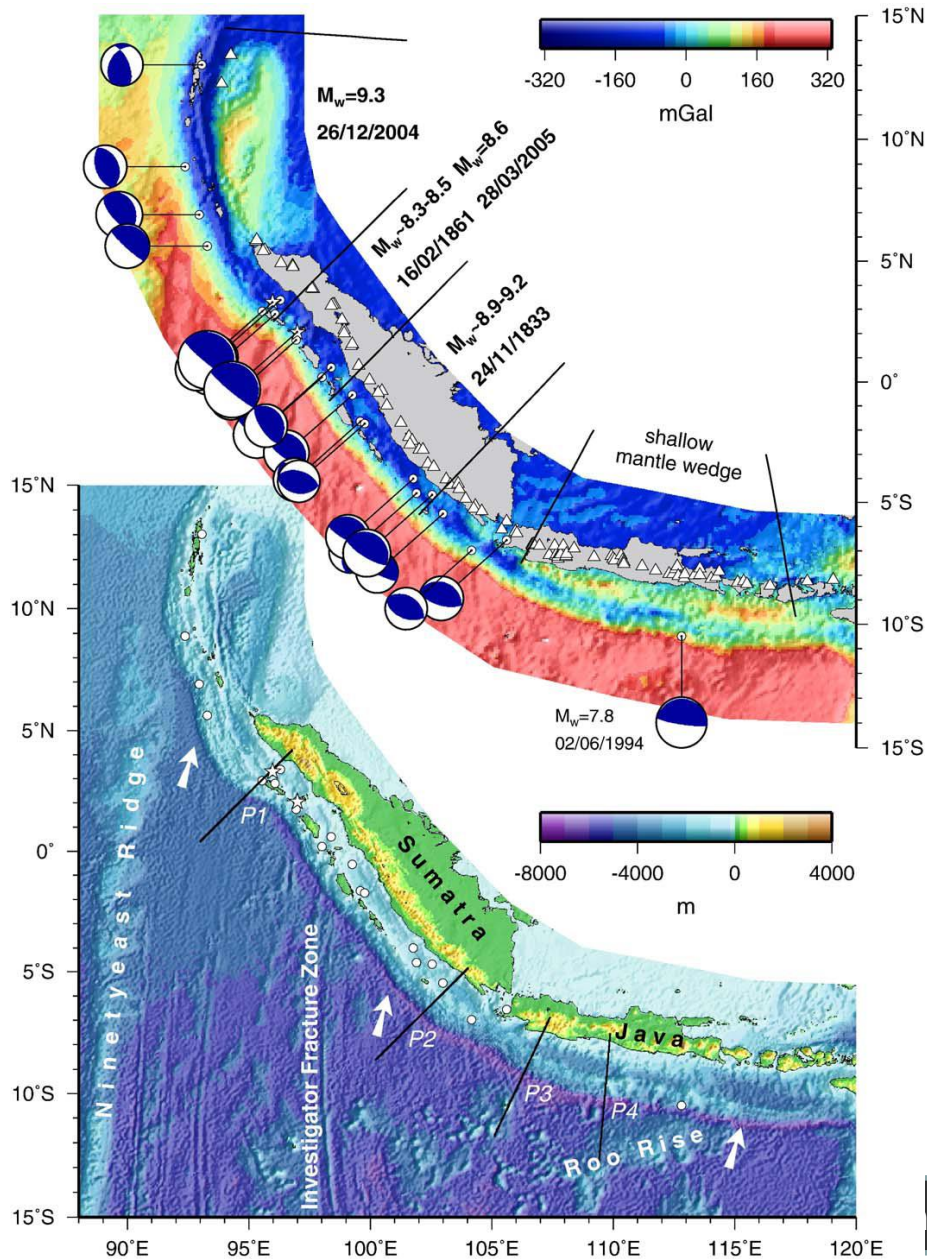 15°N
10°N
5°N
0°
5°S
10°S
15°S
-320 -160 0 160 320
mGal
Mw=9.3
26/12/2004
Mw~8.3-8.5 Mw=8.6
16/02/1861 28/03/2005
Mw~8.9-9.2
24/11/1833
shallow
mantle wedge
Mw=7.8
02/06/1994
15°N
10°N
5°N
0°
5°S
10°S
15°S
-8000 -4000 0 4000
m
Ninetyeast Ridge
Investigator Fracture Zone
Sumatra
Java
Roo Rise
P1
P2
P3
P4
90°E 95°E 100°E 105°E 110°E 115°E 120°E